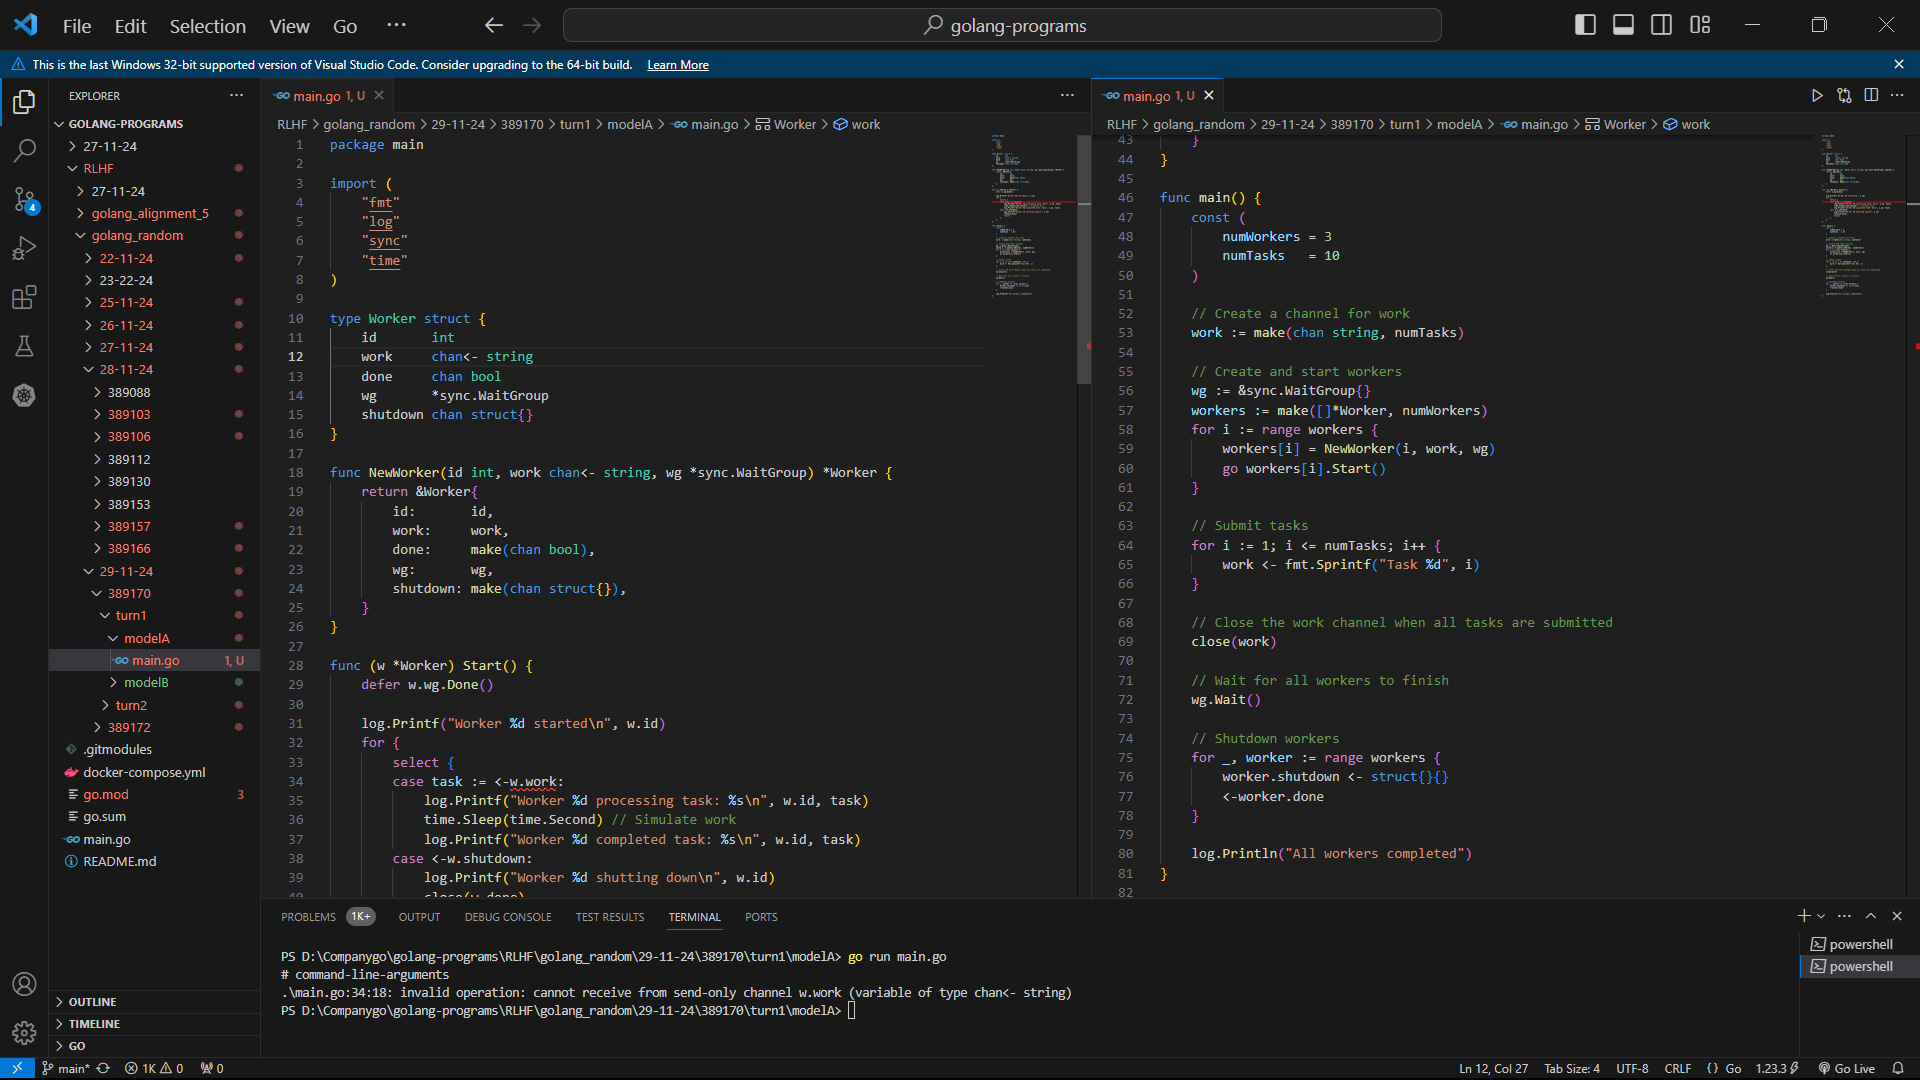 File Edit Selection View Go ···
golang-programs
This is the last Windows 32-bit supported version of Visual Studio Code. Consider upgrading to the 64-bit build. Learn More
EXPLORER
GOLANG-PROGRAMS
27-11-24
RLHF
27-11-24
golang_alignment_5
golang_random
22-11-24
23-22-24
25-11-24
26-11-24
27-11-24
28-11-24
389088
389103
389106
389112
389130
389153
389157
389166
29-11-24
389170
turn1
modelA
main.go 1, U
modelB
turn2
389172
.gitmodules
docker-compose.yml
go.mod 3
go.sum
main.go
README.md
OUTLINE
TIMELINE
GO
4
main.go 1, U
RLHF > golang_random > 29-11-24 > 389170 > turn1 > modelA > main.go > Worker > work
1 package main
2
3 import (
4 "fmt"
5 "log"
6 "sync"
7 "time"
8 )
9
10 type Worker struct {
11 id int
12 work chan<- string
13 done chan bool
14 wg *sync.WaitGroup
15 shutdown chan struct{}
16 }
17
18 func NewWorker(id int, work chan<- string, wg *sync.WaitGroup) *Worker {
19 return &Worker{
20 id: id,
21 work: work,
22 done: make(chan bool),
23 wg: wg,
24 shutdown: make(chan struct{}),
25 }
26 }
27
28 func (w *Worker) Start() {
29 defer w.wg.Done()
30
31 log.Printf("Worker %d started\n", w.id)
32 for {
33 select {
34 case task := <-w.work:
35 log.Printf("Worker %d processing task: %s\n", w.id, task)
36 time.Sleep(time.Second) // Simulate work
37 log.Printf("Worker %d completed task: %s\n", w.id, task)
38 case <-w.shutdown:
39 log.Printf("Worker %d shutting down\n", w.id)
40 close(w.done)
main.go 1, U
RLHF > golang_random > 29-11-24 > 389170 > turn1 > modelA > main.go > Worker > work
43 }
44 }
45
46 func main() {
47 const (
48 numWorkers = 3
49 numTasks = 10
50 )
51
52 // Create a channel for work
53 work := make(chan string, numTasks)
54
55 // Create and start workers
56 wg := &sync.WaitGroup{}
57 workers := make([]*Worker, numWorkers)
58 for i := range workers {
59 workers[i] = NewWorker(i, work, wg)
60 go workers[i].Start()
61 }
62
63 // Submit tasks
64 for i := 1; i <= numTasks; i++ {
65 work <- fmt.Sprintf("Task %d", i)
66 }
67
68 // Close the work channel when all tasks are submitted
69 close(work)
70
71 // Wait for all workers to finish
72 wg.Wait()
73
74 // Shutdown workers
75 for _, worker := range workers {
76 worker.shutdown <- struct{}{}
77 <-worker.done
78 }
79
80 log.Println("All workers completed")
81 }
82
PROBLEMS 1K+ OUTPUT DEBUG CONSOLE TEST RESULTS TERMINAL PORTS
PS D:\Companygo\golang-programs\RLHF\golang_random\29-11-24\389170\turn1\modelA> go run main.go
# command-line-arguments
.\main.go:34:18: invalid operation: cannot receive from send-only channel w.work (variable of type chan<- string)
PS D:\Companygo\golang-programs\RLHF\golang_random\29-11-24\389170\turn1\modelA>
powershell
powershell
main* 1K 0 0 Ln 12, Col 27 Tab Size: 4 UTF-8 CRLF {} Go 1.23.3 Go Live